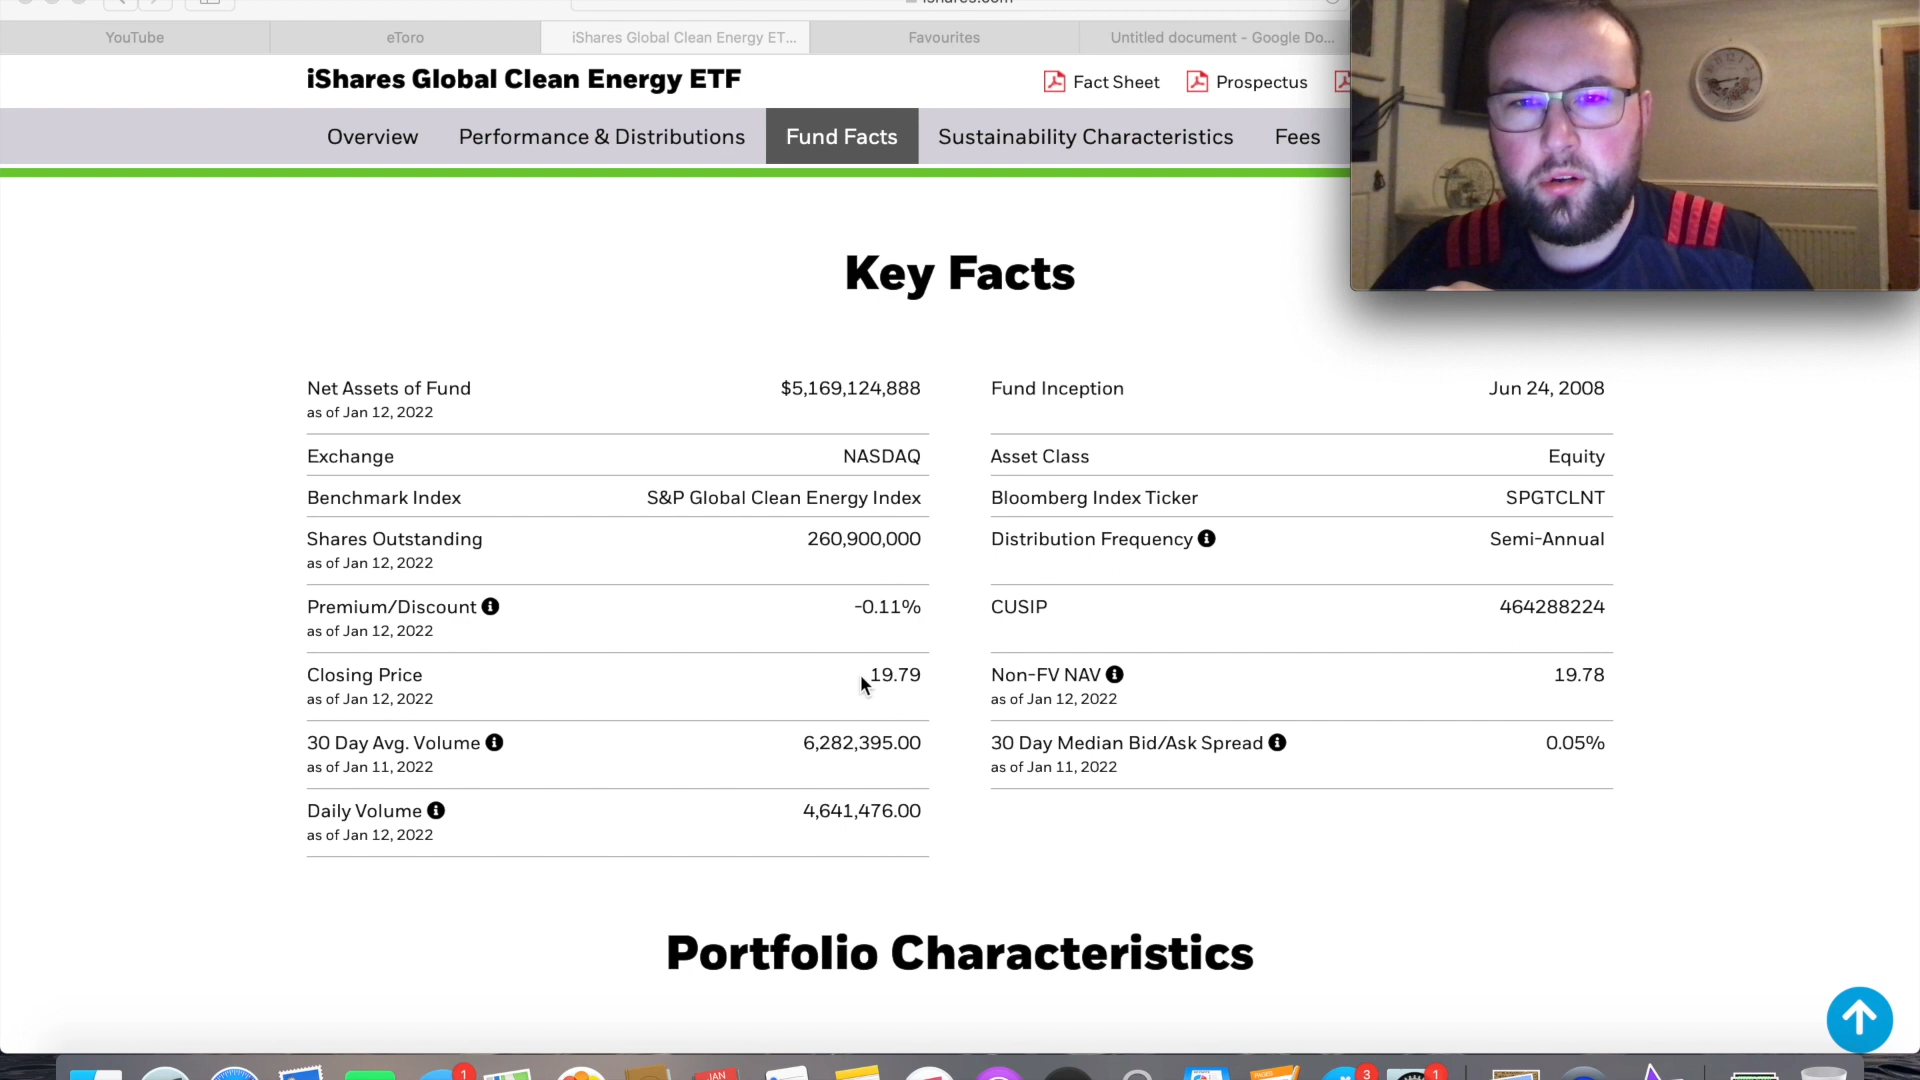 YouTube
eToro
iShares Global Clean Energy ET...
Favourites
Untitled document - Google Do...
iShares Global Clean Energy ETF
Fact Sheet
Prospectus
Overview
Performance & Distributions
Fund Facts
Sustainability Characteristics
Fees
Key Facts
Net Assets of Fund $5,169,124,888
as of Jan 12, 2022
Fund Inception Jun 24, 2008
Exchange NASDAQ
Asset Class Equity
Benchmark Index S&P Global Clean Energy Index
Bloomberg Index Ticker SPGTCLNT
Shares Outstanding 260,900,000
as of Jan 12, 2022
Distribution Frequency Semi-Annual
Premium/Discount -0.11%
as of Jan 12, 2022
CUSIP 464288224
Closing Price 19.79
as of Jan 12, 2022
Non-FV NAV 19.78
as of Jan 12, 2022
30 Day Avg. Volume 6,282,395.00
as of Jan 11, 2022
30 Day Median Bid/Ask Spread 0.05%
as of Jan 11, 2022
Daily Volume 4,641,476.00
as of Jan 12, 2022
Portfolio Characteristics
1
JAN
PAGES
3
1